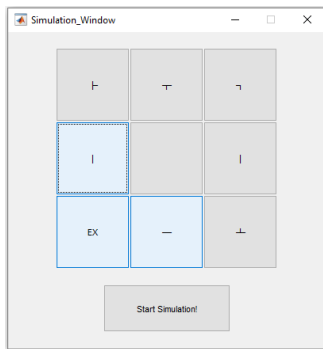 Simulation_Window
├ ┬ ┐
| |
EX — ┴
Start Simulation!